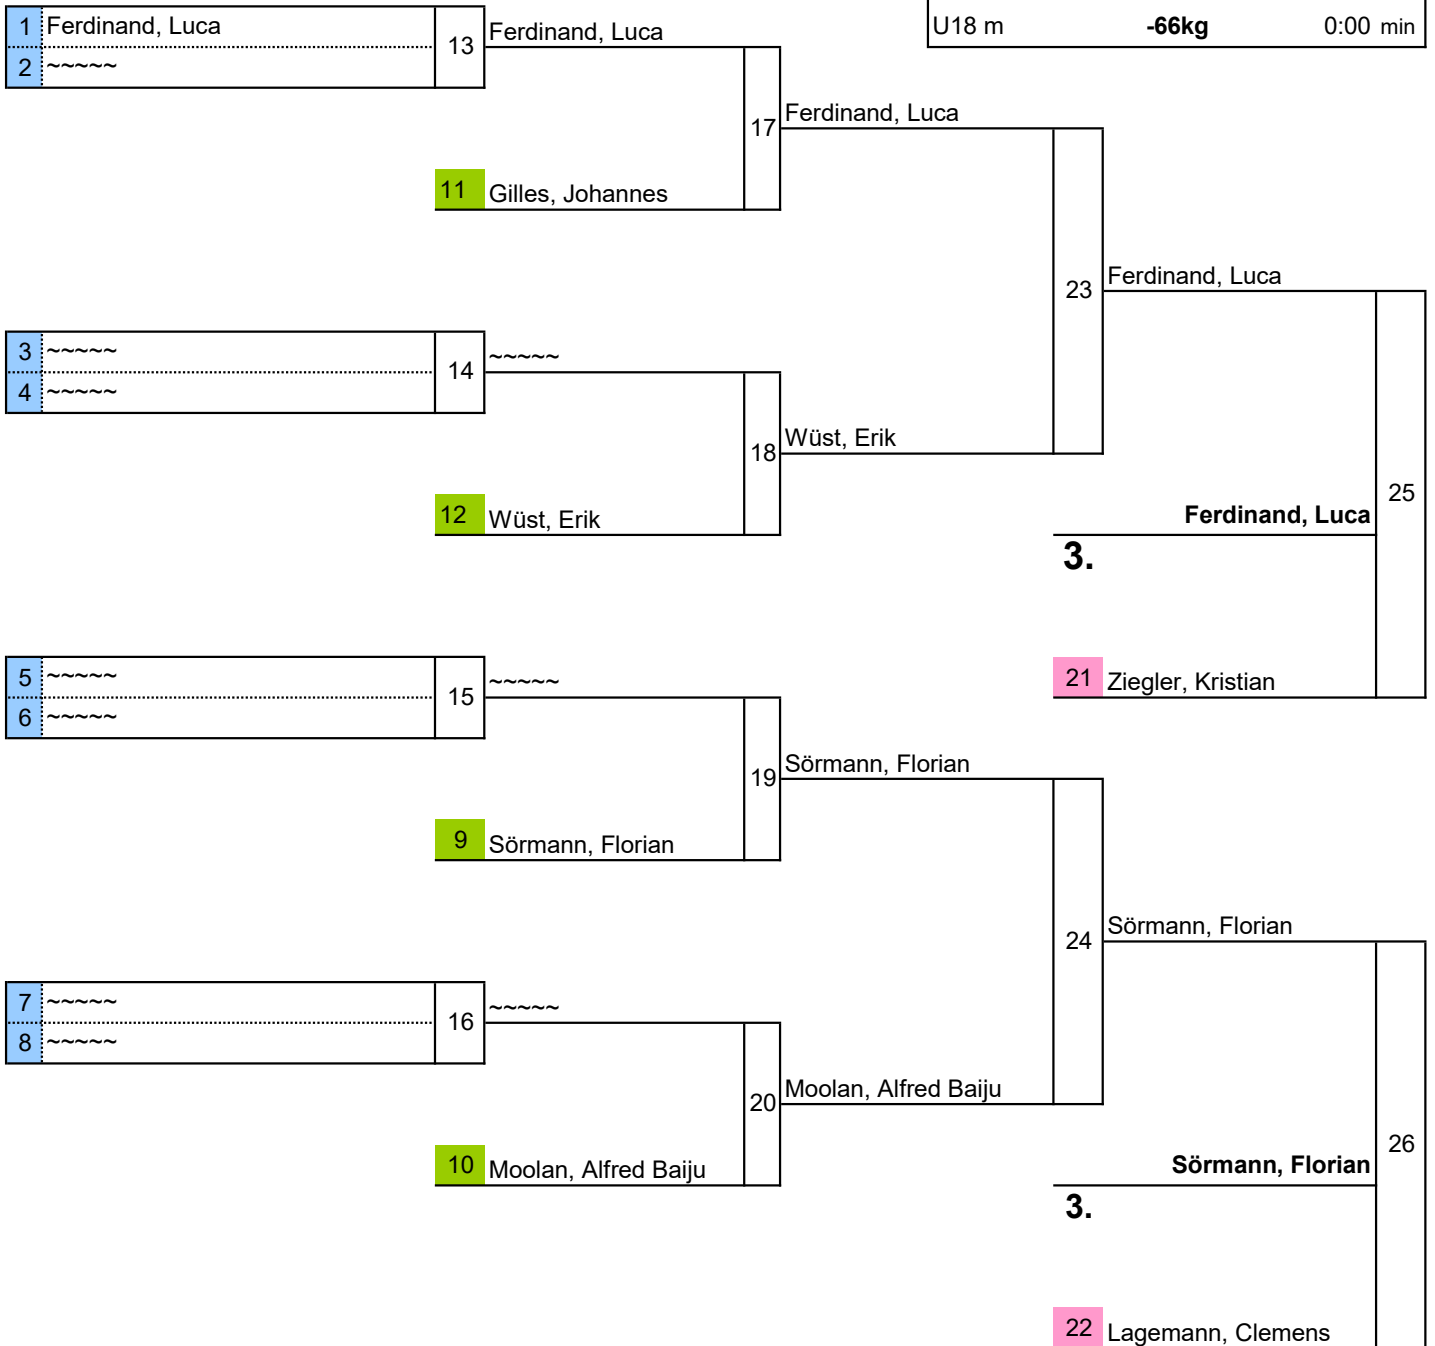 U18 m -66kg 0:00 min
1 Ferdinand, Luca
2 ~~~~~
13 Ferdinand, Luca
17 Ferdinand, Luca
11 Gilles, Johannes
23 Ferdinand, Luca
3 ~~~~~
4 ~~~~~
14 ~~~~~
18 Wüst, Erik
12 Wüst, Erik
25
Ferdinand, Luca
3.
5 ~~~~~
6 ~~~~~
15 ~~~~~
21 Ziegler, Kristian
19 Sörmann, Florian
9 Sörmann, Florian
24 Sörmann, Florian
7 ~~~~~
8 ~~~~~
16 ~~~~~
20 Moolan, Alfred Baiju
10 Moolan, Alfred Baiju
26
Sörmann, Florian
3.
22 Lagemann, Clemens